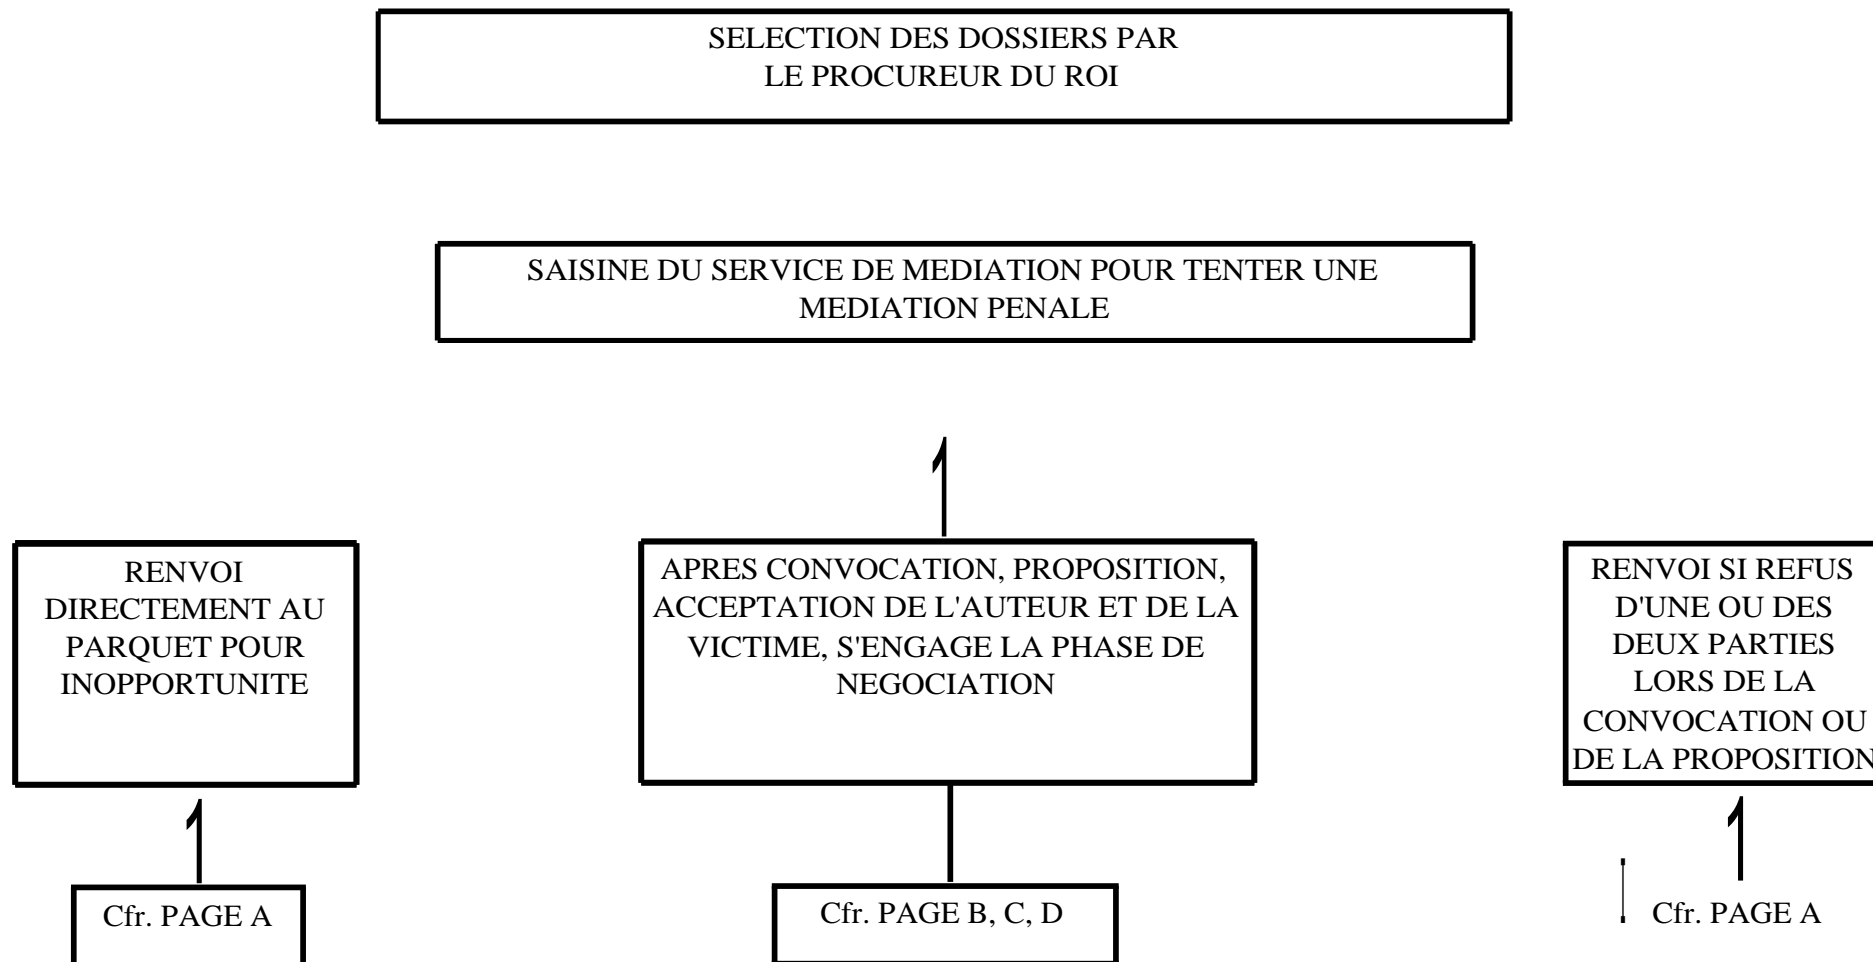 SELECTION DES DOSSIERS PAR
LE PROCUREUR DU ROI
SAISINE DU SERVICE DE MEDIATION POUR TENTER UNE
MEDIATION PENALE
RENVOI
DIRECTEMENT AU
PARQUET POUR
INOPPORTUNITE
APRES CONVOCATION, PROPOSITION,
ACCEPTATION DE L'AUTEUR ET DE LA
VICTIME, S'ENGAGE LA PHASE DE
NEGOCIATION
RENVOI SI REFUS
D'UNE OU DES
DEUX PARTIES
LORS DE LA
CONVOCATION OU
DE LA PROPOSITION
Cfr. PAGE A
Cfr. PAGE B, C, D
Cfr. PAGE A